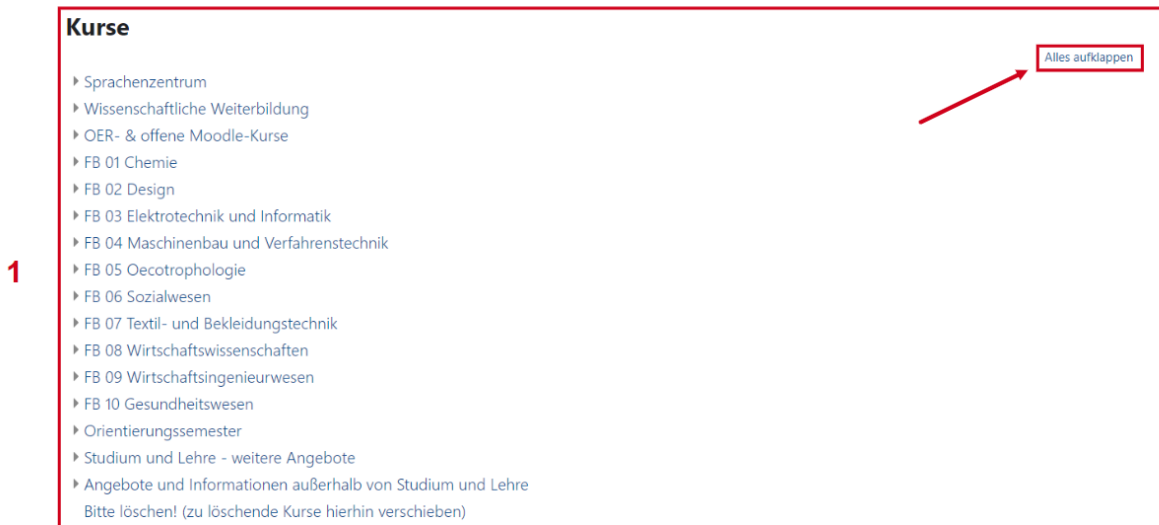 Kurse
Alles aufklappen
Sprachenzentrum
Wissenschaftliche Weiterbildung
OER- & offene Moodle-Kurse
FB 01 Chemie
FB 02 Design
FB 03 Elektrotechnik und Informatik
FB 04 Maschinenbau und Verfahrenstechnik
1
FB 05 Oecotrophologie
FB 06 Sozialwesen
FB 07 Textil- und Bekleidungstechnik
FB 08 Wirtschaftswissenschaften
FB 09 Wirtschaftsingenieurwesen
FB 10 Gesundheitswesen
Orientierungssemester
Studium und Lehre - weitere Angebote
Angebote und Informationen außerhalb von Studium und Lehre
Bitte löschen! (zu löschende Kurse hierhin verschieben)